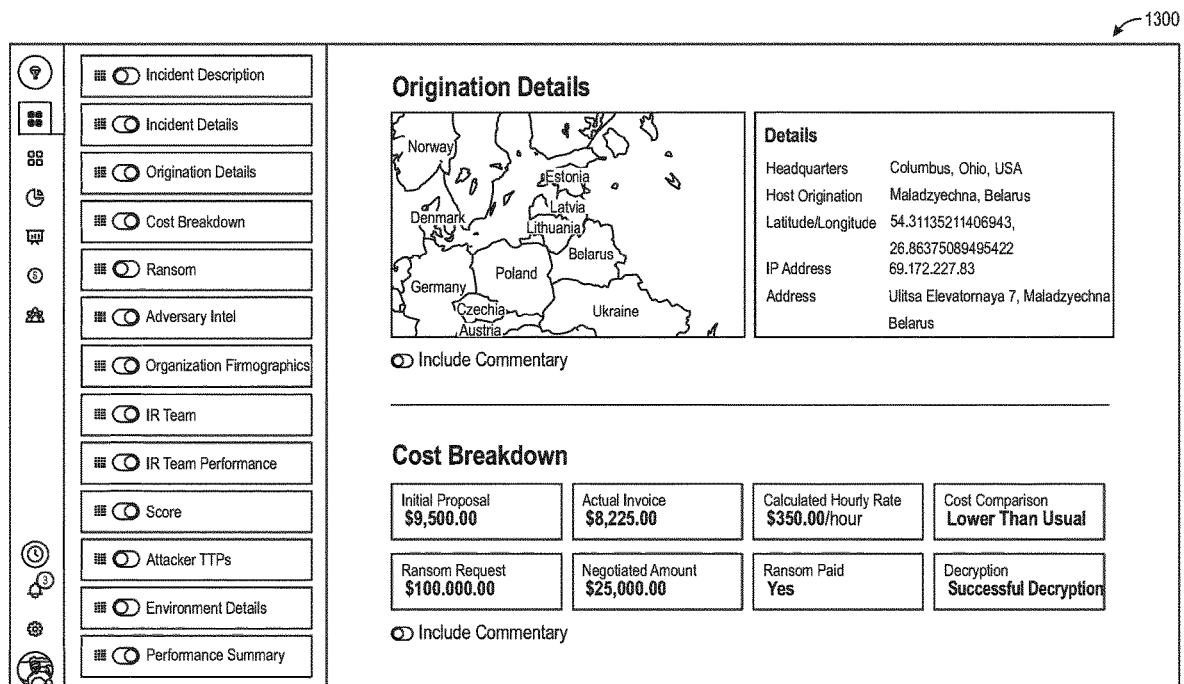 1300
Incident Description
Incident Details
Origination Details
Cost Breakdown
Ransom
Adversary Intel
Organization Firmographics
IR Team
IR Team Performance
Score
Attacker TTPs
Environment Details
Performance Summary
3
Origination Details
Norway
Estonia
Latvia
Denmark
Lithuania
Belarus
Poland
Germany
Czechia
Ukraine
Austria
Details
Headquarters Columbus, Ohio, USA
Host Origination Maladzyechna, Belarus
Latitude/Longitude 54.31135211406943,
26.86375089495422
IP Address 69.172.227.83
Address Ulitsa Elevatornaya 7, Maladzyechna
Belarus
Include Commentary
Cost Breakdown
Initial Proposal
$9,500.00
Actual Invoice
$8,225.00
Calculated Hourly Rate
$350.00/hour
Cost Comparison
Lower Than Usual
Ransom Request
$100.000.00
Negotiated Amount
$25,000.00
Ransom Paid
Yes
Decryption
Successful Decryption
Include Commentary